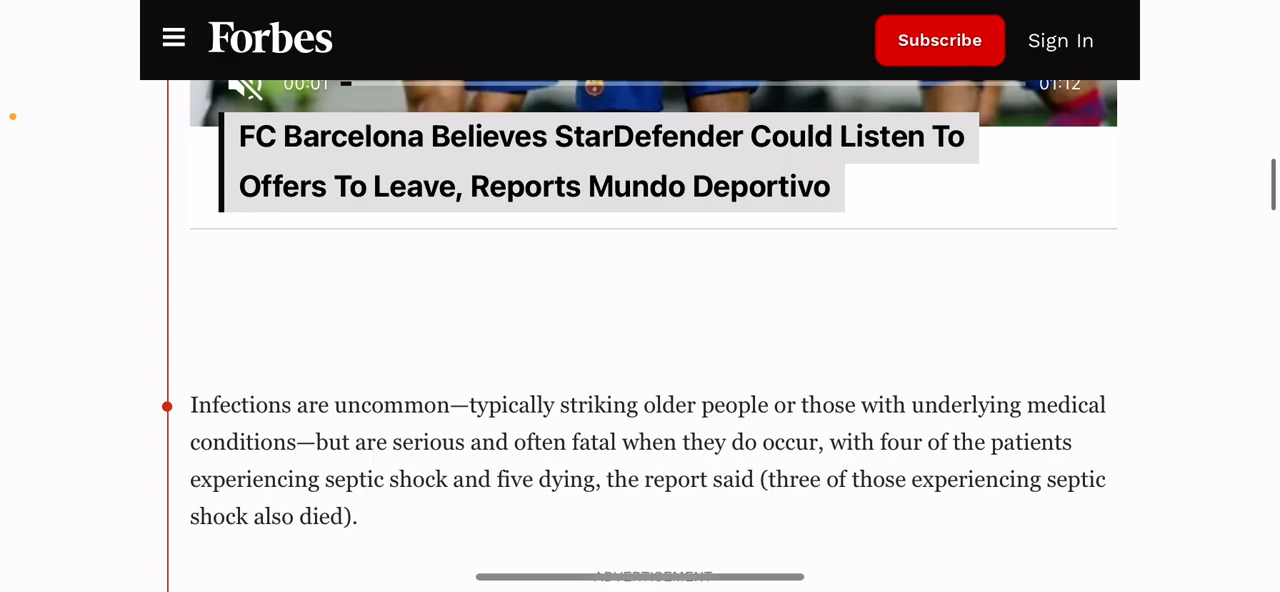 Forbes
Subscribe
Sign In
00:01
01:12
FC Barcelona Believes StarDefender Could Listen To
Offers To Leave, Reports Mundo Deportivo
Infections are uncommon—typically striking older people or those with underlying medical
conditions—but are serious and often fatal when they do occur, with four of the patients
experiencing septic shock and five dying, the report said (three of those experiencing septic
shock also died).
ADVERTISEMENT